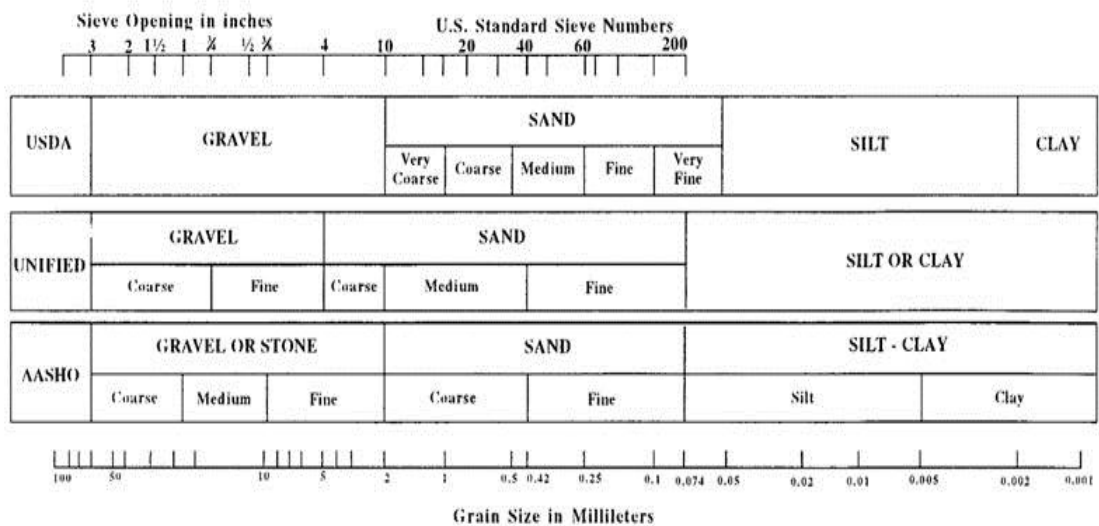 Sieve Opening in inches
U.S. Standard Sieve Numbers
3 2 1½ 1 ¾ ½ ⅜ 4 10 20 40 60 200
USDA
GRAVEL
SAND
Very Coarse
Coarse
Medium
Fine
Very Fine
SILT
CLAY
UNIFIED
GRAVEL
SAND
SILT OR CLAY
Coarse
Fine
Coarse
Medium
Fine
AASHO
GRAVEL OR STONE
SAND
SILT - CLAY
Coarse
Medium
Fine
Coarse
Fine
Silt
Clay
100 50 10 5 2 1 0.5 0.42 0.25 0.1 0.074 0.05 0.02 0.01 0.005 0.002 0.001
Grain Size in Millileters